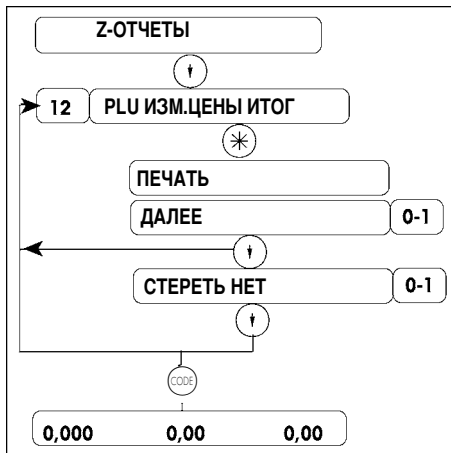 Z-ОТЧЕТЫ
12 PLU ИЗМ.ЦЕНЫ ИТОГ
ПЕЧАТЬ
ДАЛЕЕ 0-1
СТЕРЕТЬ НЕТ 0-1
CODE
0,000 0,00 0,00